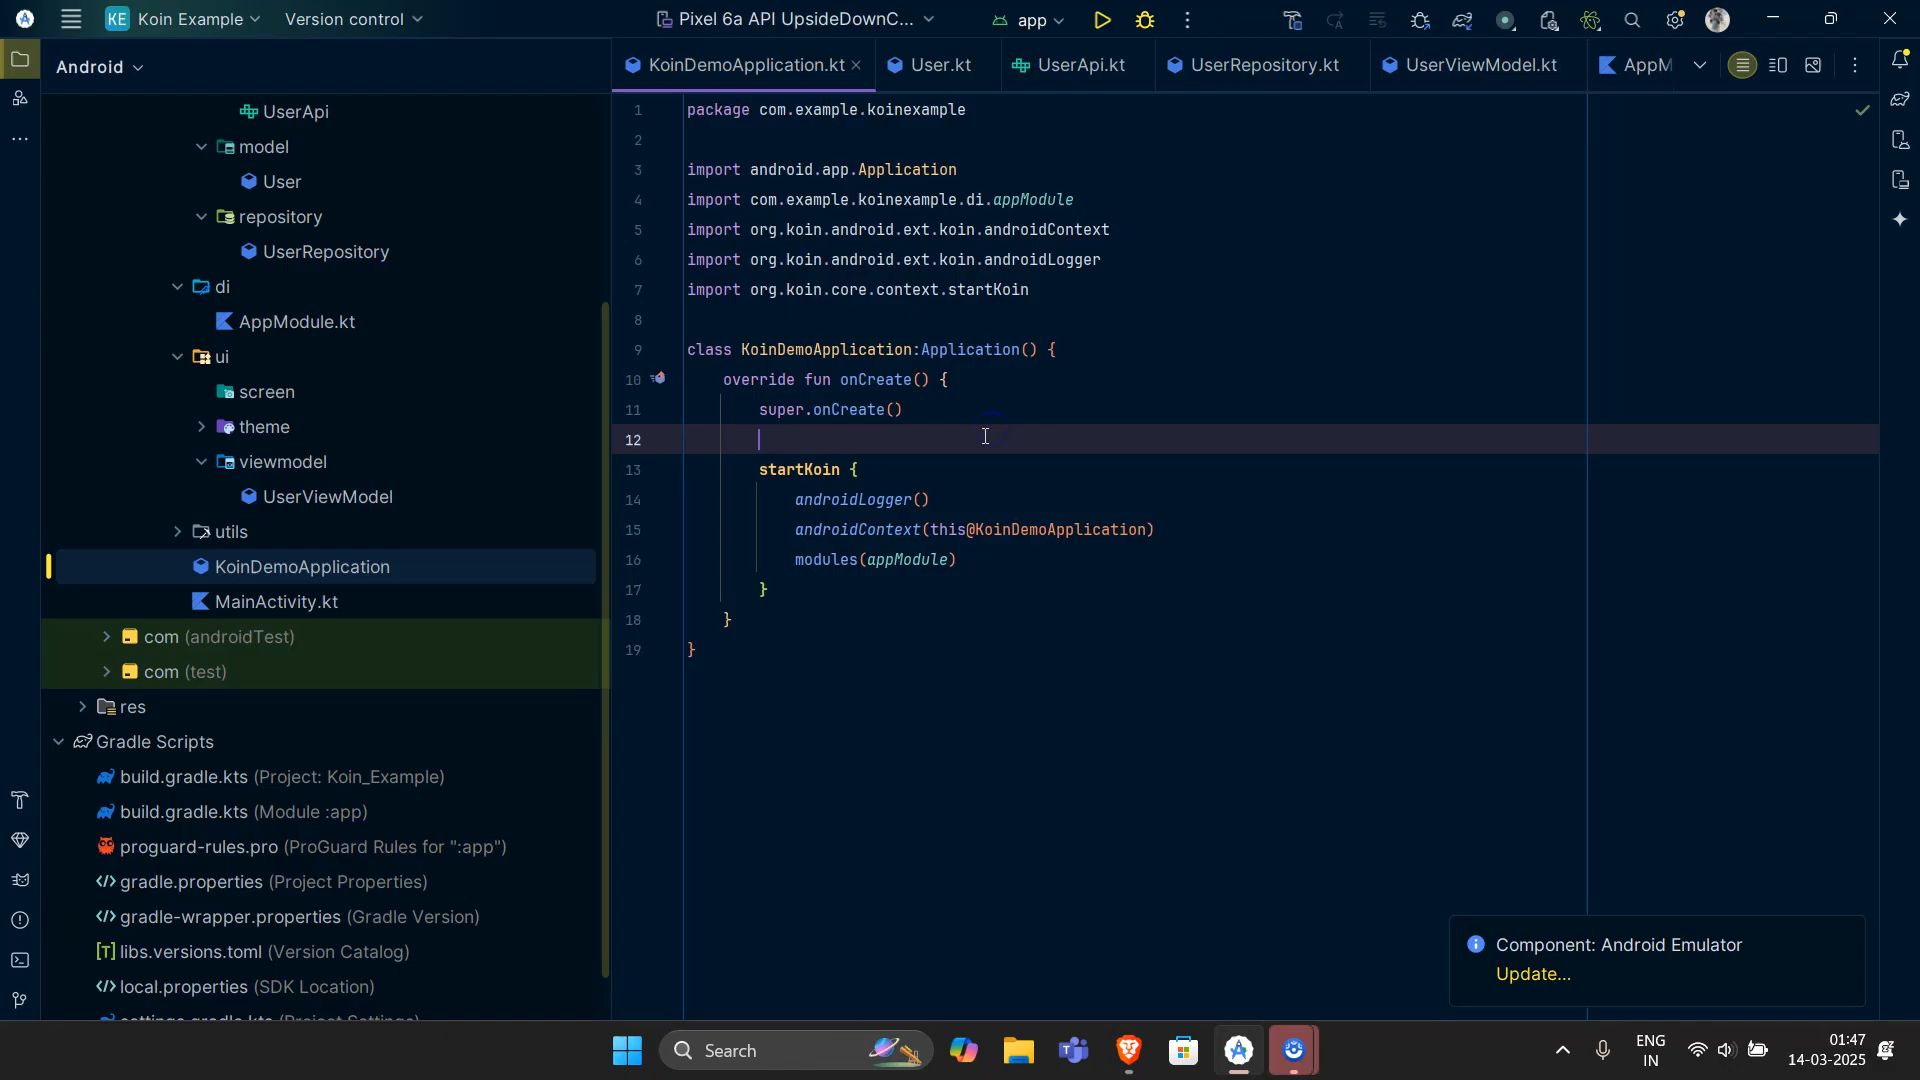 KE Koin Example Version control Pixel 6a API UpsideDownC... app
Android
KoinDemoApplication.kt User.kt UserApi.kt UserRepository.kt UserViewModel.kt AppM
UserApi
model
User
repository
UserRepository
di
AppModule.kt
ui
screen
theme
viewmodel
UserViewModel
utils
KoinDemoApplication
MainActivity.kt
com (androidTest)
com (test)
res
Gradle Scripts
build.gradle.kts (Project: Koin_Example)
build.gradle.kts (Module :app)
proguard-rules.pro (ProGuard Rules for ":app")
gradle.properties (Project Properties)
gradle-wrapper.properties (Gradle Version)
libs.versions.toml (Version Catalog)
local.properties (SDK Location)
settings.gradle.kts (Project Settings)
1 package com.example.koinexample
2
3 import android.app.Application
4 import com.example.koinexample.di.appModule
5 import org.koin.android.ext.koin.androidContext
6 import org.koin.android.ext.koin.androidLogger
7 import org.koin.core.context.startKoin
8
9 class KoinDemoApplication:Application() {
10 override fun onCreate() {
11 super.onCreate()
12
13 startKoin {
14 androidLogger()
15 androidContext(this@KoinDemoApplication)
16 modules(appModule)
17 }
18 }
19 }
Component: Android Emulator
Update...
Search
ENG
IN
01:47
14-03-2025